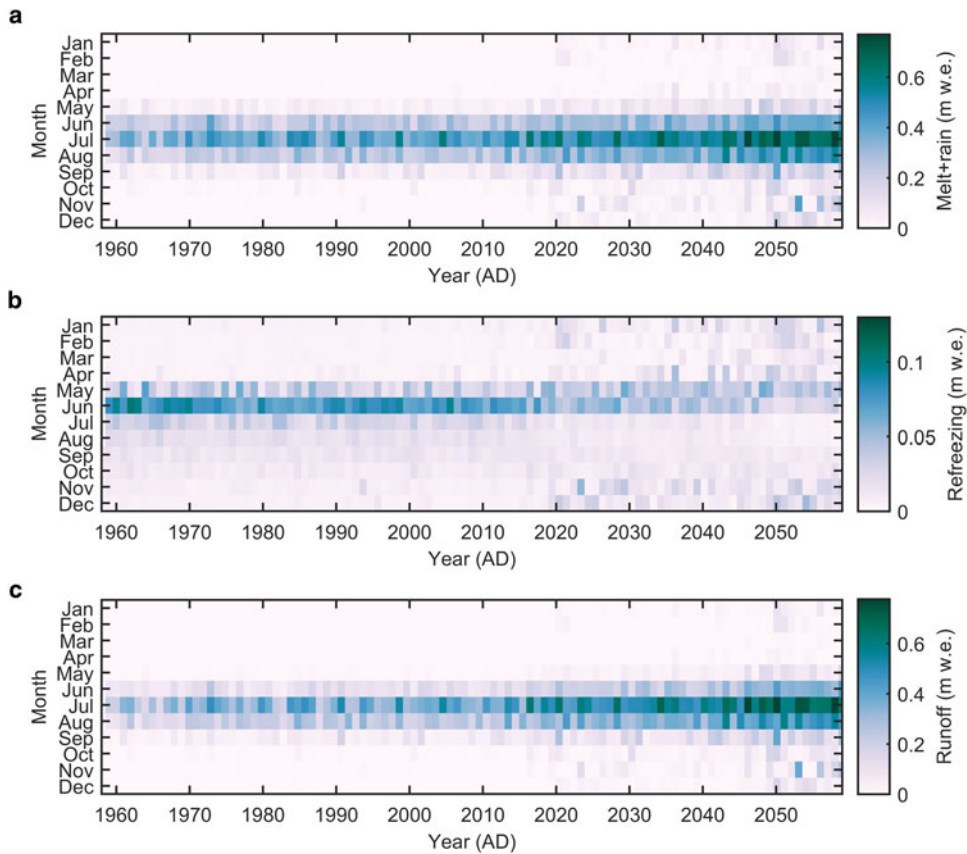 a
Jan
Feb
Mar
Apr
May
Jun
Jul
Aug
Sep
Oct
Nov
Dec
Month
1960 1970 1980 1990 2000 2010 2020 2030 2040 2050
Year (AD)
0.6
0.4
0.2
0
Melt+rain (m w.e.)
b
Jan
Feb
Mar
Apr
May
Jun
Jul
Aug
Sep
Oct
Nov
Dec
Month
1960 1970 1980 1990 2000 2010 2020 2030 2040 2050
Year (AD)
0.1
0.05
0
Refreezing (m w.e.)
c
Jan
Feb
Mar
Apr
May
Jun
Jul
Aug
Sep
Oct
Nov
Dec
Month
1960 1970 1980 1990 2000 2010 2020 2030 2040 2050
Year (AD)
0.6
0.4
0.2
0
Runoff (m w.e.)